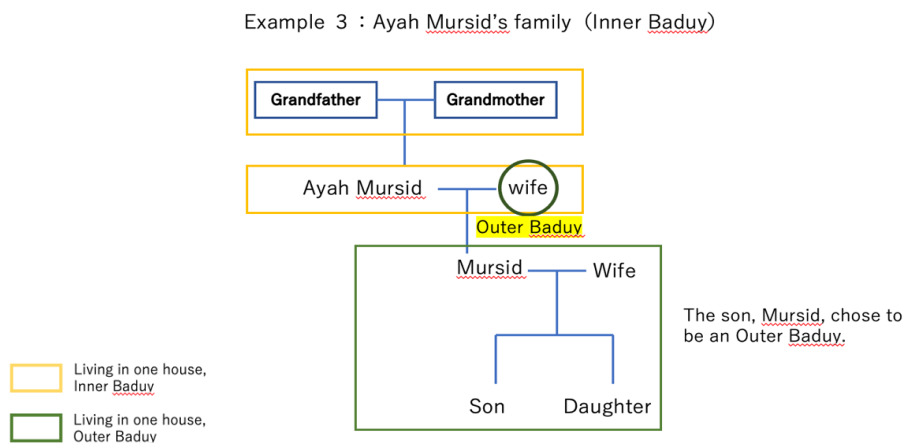 Example 3：Ayah Mursid’s family（Inner Baduy）
Grandfather
Grandmother
Ayah Mursid
wife
Outer Baduy
Mursid
Wife
The son, Mursid, chose to
be an Outer Baduy.
Son
Daughter
Living in one house,
Inner Baduy
Living in one house,
Outer Baduy